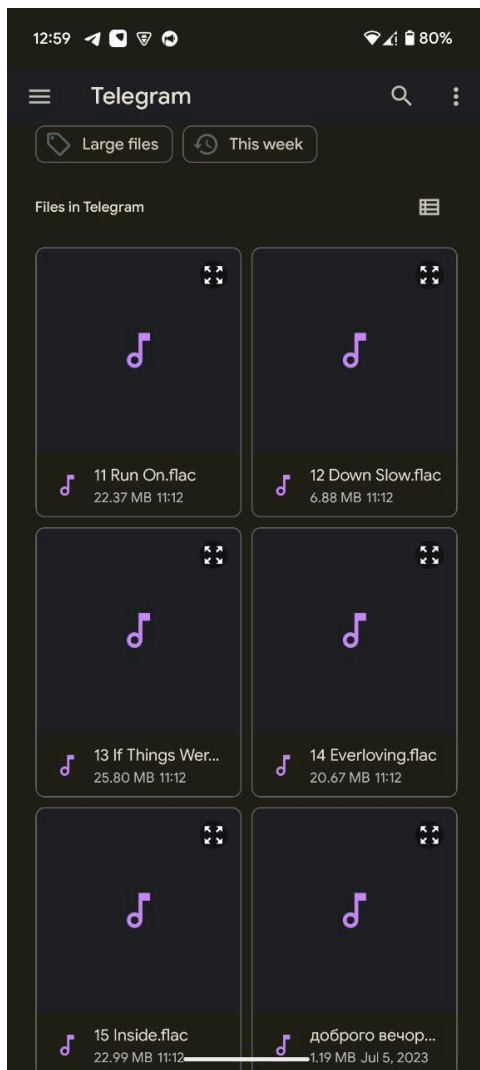 12:59 80%
Telegram
Large files This week
Files in Telegram
11 Run On.flac
22.37 MB 11:12
12 Down Slow.flac
6.88 MB 11:12
13 If Things Wer...
25.80 MB 11:12
14 Everloving.flac
20.67 MB 11:12
15 Inside.flac
22.99 MB 11:12
доброго вечор...
1.19 MB Jul 5, 2023